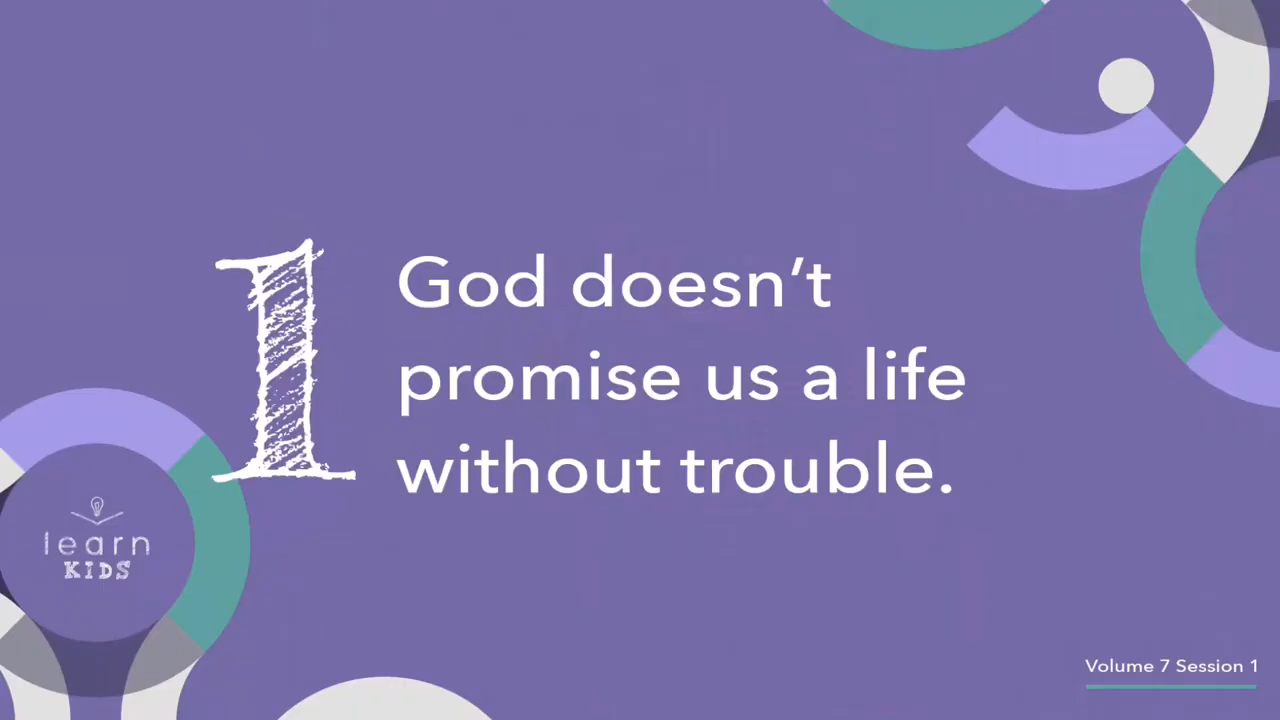 1
God doesn’t
promise us a life
without trouble.
learn
KIDS
Volume 7 Session 1